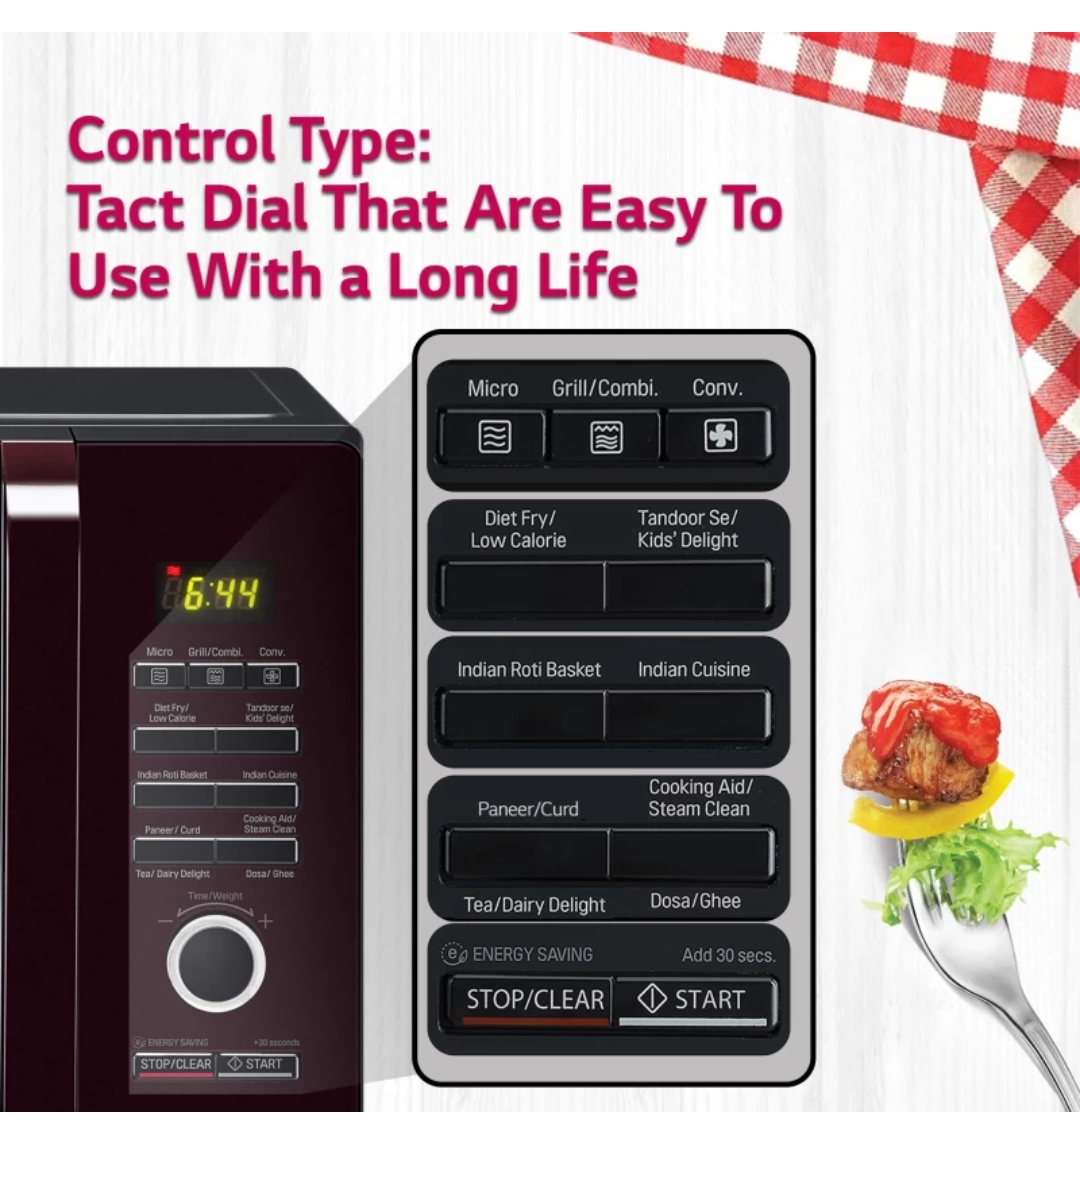 Control Type:
Tact Dial That Are Easy To
Use With a Long Life
Micro Grill/Combi. Conv.
Diet Fry/ Tandoor Se/
Low Calorie Kids' Delight
Indian Roti Basket Indian Cuisine
Cooking Aid/
Paneer/Curd Steam Clean
Tea/Dairy Delight Dosa/Ghee
e ENERGY SAVING Add 30 secs.
STOP/CLEAR START
6:44
Micro Grill/Combi. Conv.
Diet Fry/ Tandoor se/
Low Calorie Kids' Delight
Indian Roti Basket Indian Cuisine
Cooking Aid/
Paneer/ Curd Steam Clean
Tea/ Dairy Delight Dosa/ Ghee
Time/Weight
− +
e ENERGY SAVING +30 seconds
STOP/CLEAR START